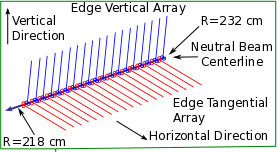 Edge Vertical Array
R=232 cm
Vertical
Direction
Neutral Beam
Centerline
Edge Tangential
Array
Horizontal Direction
R=218 cm